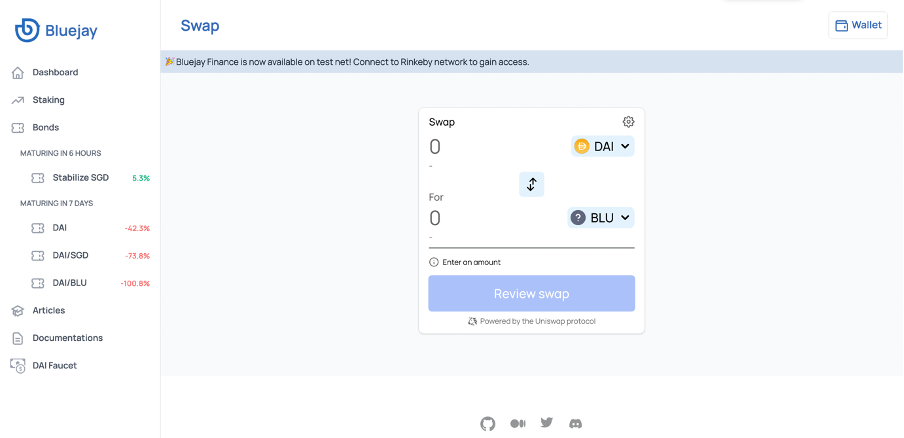 Bluejay
Dashboard
Staking
Bonds
MATURING IN 6 HOURS
Stabilize SGD 5.3%
MATURING IN 7 DAYS
DAI -42.3%
DAI/SGD -73.8%
DAI/BLU -100.8%
Articles
Documentations
DAI Faucet
Swap
Wallet
🎉 Bluejay Finance is now available on test net! Connect to Rinkeby network to gain access.
Swap
0 DAI
-
For
0 ? BLU
-
Enter an amount
Review swap
Powered by the Uniswap protocol